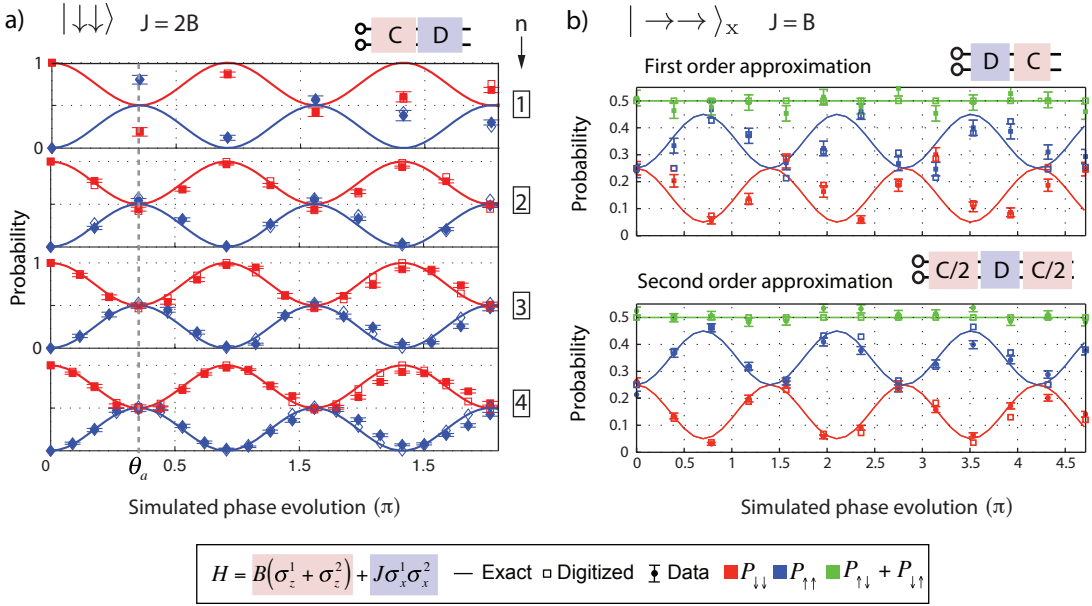 a) |↓↓⟩ J = 2B
C D
n
1
0.5
0
1
2
1
0.5
0
3
4
Probability
0 θa 0.5 1.5 1.5
Simulated phase evolution (π)
b) | →→ ⟩x J = B
First order approximation
D C
0.5
0.4
0.3
0.2
0.1
0
Probability
Second order approximation
C/2 D C/2
0.5
0.4
0.3
0.2
0.1
0
Probability
0 0.5 1 1.5 2 2.5 3 3.5 4 4.5
Simulated phase evolution (π)
H = B(σz1 + σz2) + Jσx1σx2 — Exact Digitized Data P↓↓ P↑↑ P↑↓ + P↓↑